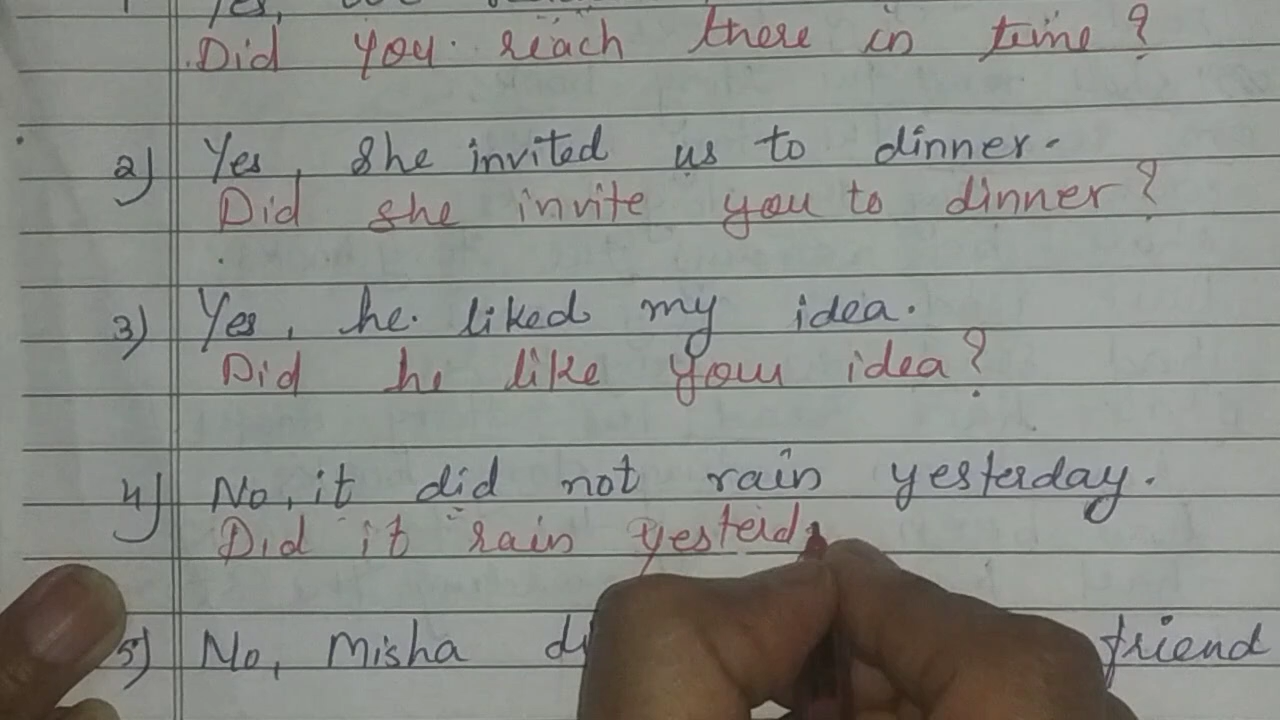 Yes,
Did you reach there in time?
2) Yes, she invited us to dinner.
Did she invite you to dinner?
3) Yes, he liked my idea.
Did he like your idea?
4) No, it did not rain yesterday.
Did it rain yesterd
5) No, Misha friend